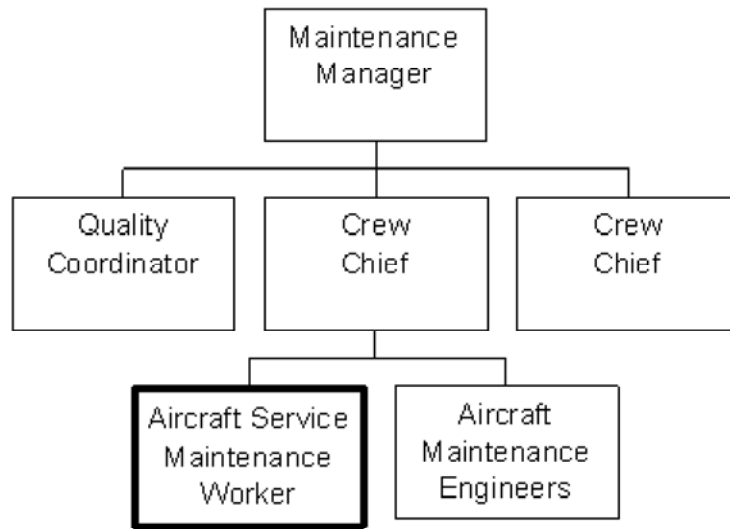 Maintenance
Manager
Quality
Coordinator
Crew
Chief
Crew
Chief
Aircraft Service
Maintenance
Worker
Aircraft
Maintenance
Engineers